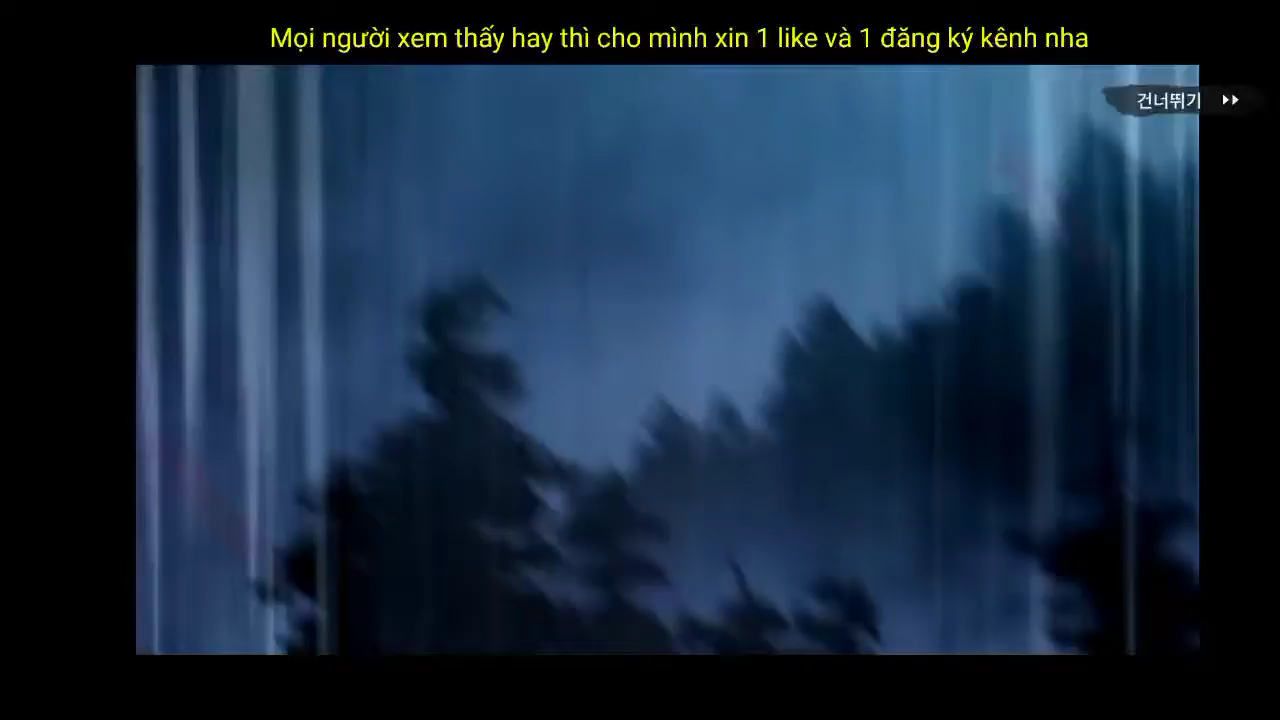 Mọi người xem thấy hay thì cho mình xin 1 like và 1 đăng ký kênh nha
건너뛰기